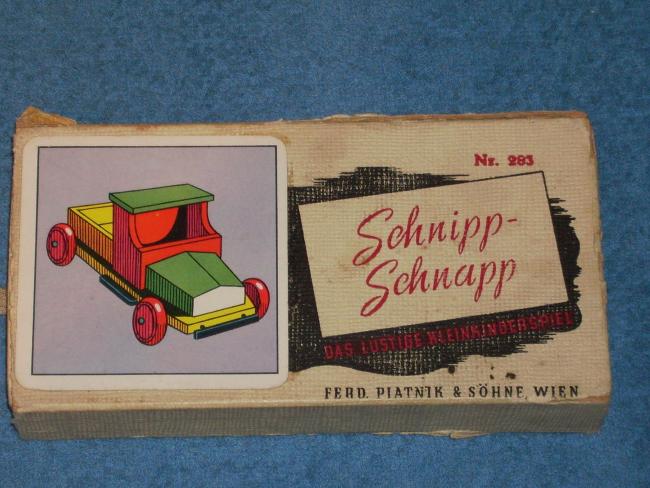 Nr. 283
Schnipp-
Schnapp
DAS LUSTIGE KLEINKINDERSPIEL
FERD. PIATNIK & SÖHNE, WIEN